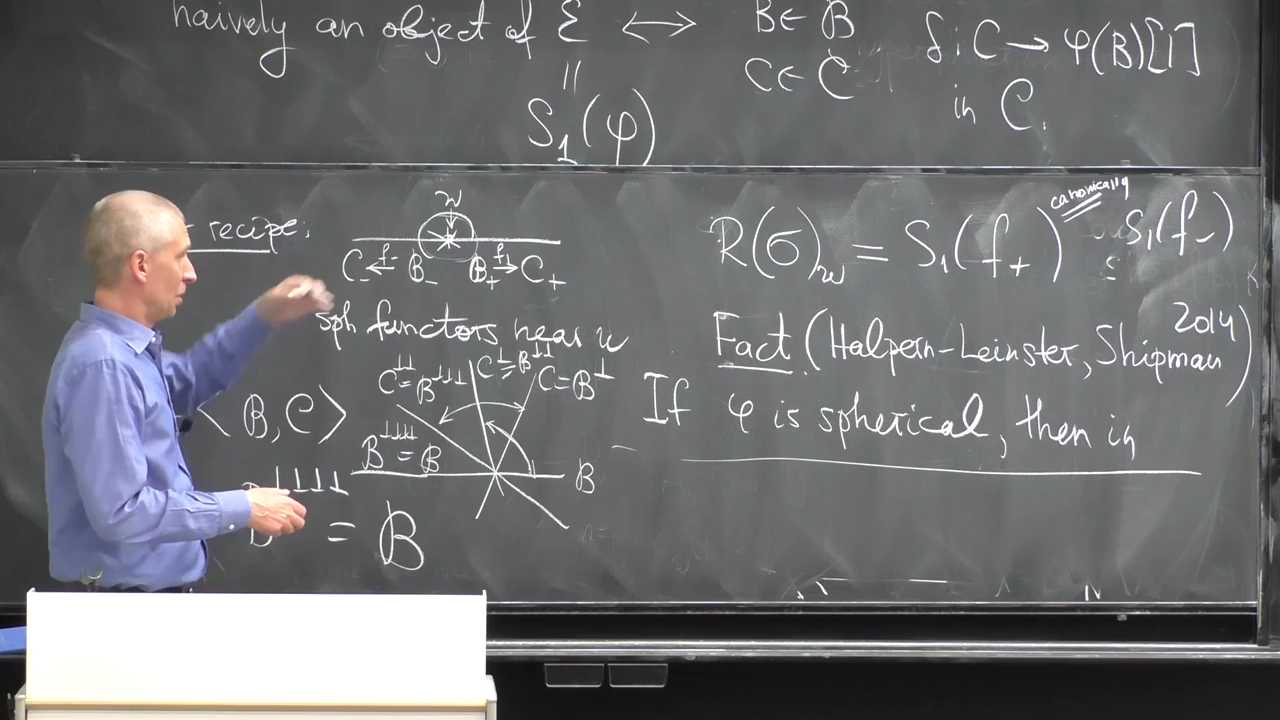 naively an object of Ɛ ⟷ B∈ 𝓑 δ: C → φ(B)[1]
C∈ 𝒞 in 𝒞.
||
S₁(φ)
recipe:
w
C₋ ←f₋ B₋ B₊ →f₊ C₊
sph functors near
⟨B, C⟩
C^⊥⊥ = B^⊥⊥⊥ C^⊥ = B^⊥⊥ C = B^⊥
B^⊥⊥⊥⊥ = B B
B^⊥⊥⊥⊥ = B
R(σ)_w = S₁(f₊) canonically S₁(f₋)
Fact (Halpern-Leinster, Shipman 2014)
If φ is spherical, then in